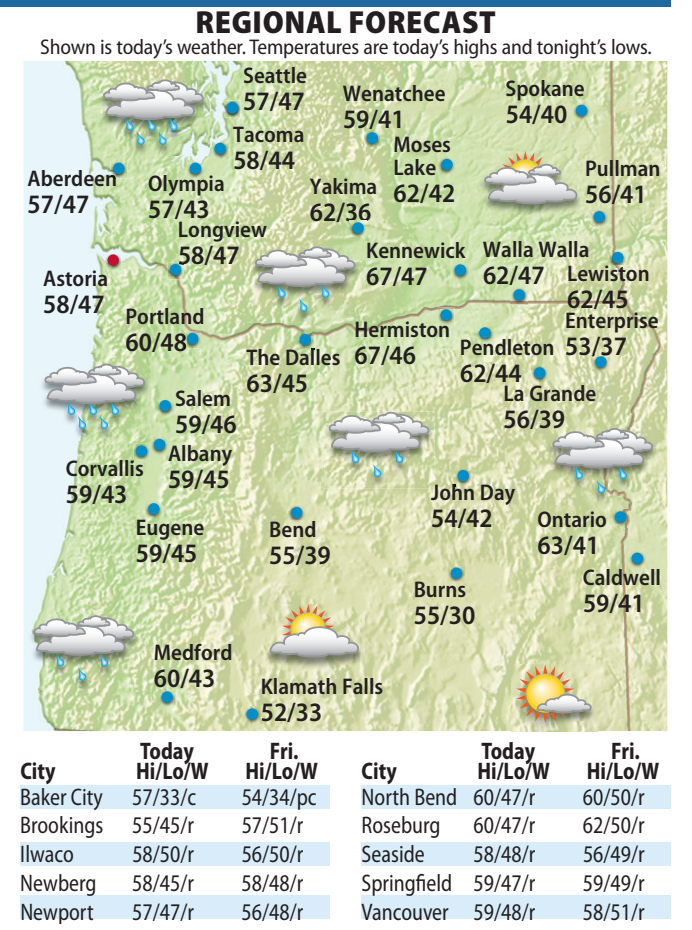 REGIONAL FORECAST
Shown is today's weather. Temperatures are today's highs and tonight's lows.
Seattle
57/47
Wenatchee
59/41
Spokane
54/40
Tacoma
58/44
Moses
Lake
62/42
Aberdeen
57/47
Olympia
57/43
Yakima
62/36
Pullman
56/41
Longview
58/47
Kennewick
67/47
Walla Walla
62/47
Lewiston
62/45
Astoria
58/47
Portland
60/48
The Dalles
63/45
Hermiston
67/46
Pendleton
62/44
Enterprise
53/37
La Grande
56/39
Salem
59/46
Albany
59/45
Corvallis
59/43
Eugene
59/45
Bend
55/39
John Day
54/42
Ontario
63/41
Caldwell
59/41
Burns
55/30
Medford
60/43
Klamath Falls
52/33
Today Fri.
City Hi/Lo/W Hi/Lo/W
Baker City 57/33/c 54/34/pc
Brookings 55/45/r 57/51/r
Ilwaco 58/50/r 56/50/r
Newberg 58/45/r 58/48/r
Newport 57/47/r 56/48/r
Today Fri.
City Hi/Lo/W Hi/Lo/W
North Bend 60/47/r 60/50/r
Roseburg 60/47/r 62/50/r
Seaside 58/48/r 56/49/r
Springfield 59/47/r 59/49/r
Vancouver 59/48/r 58/51/r